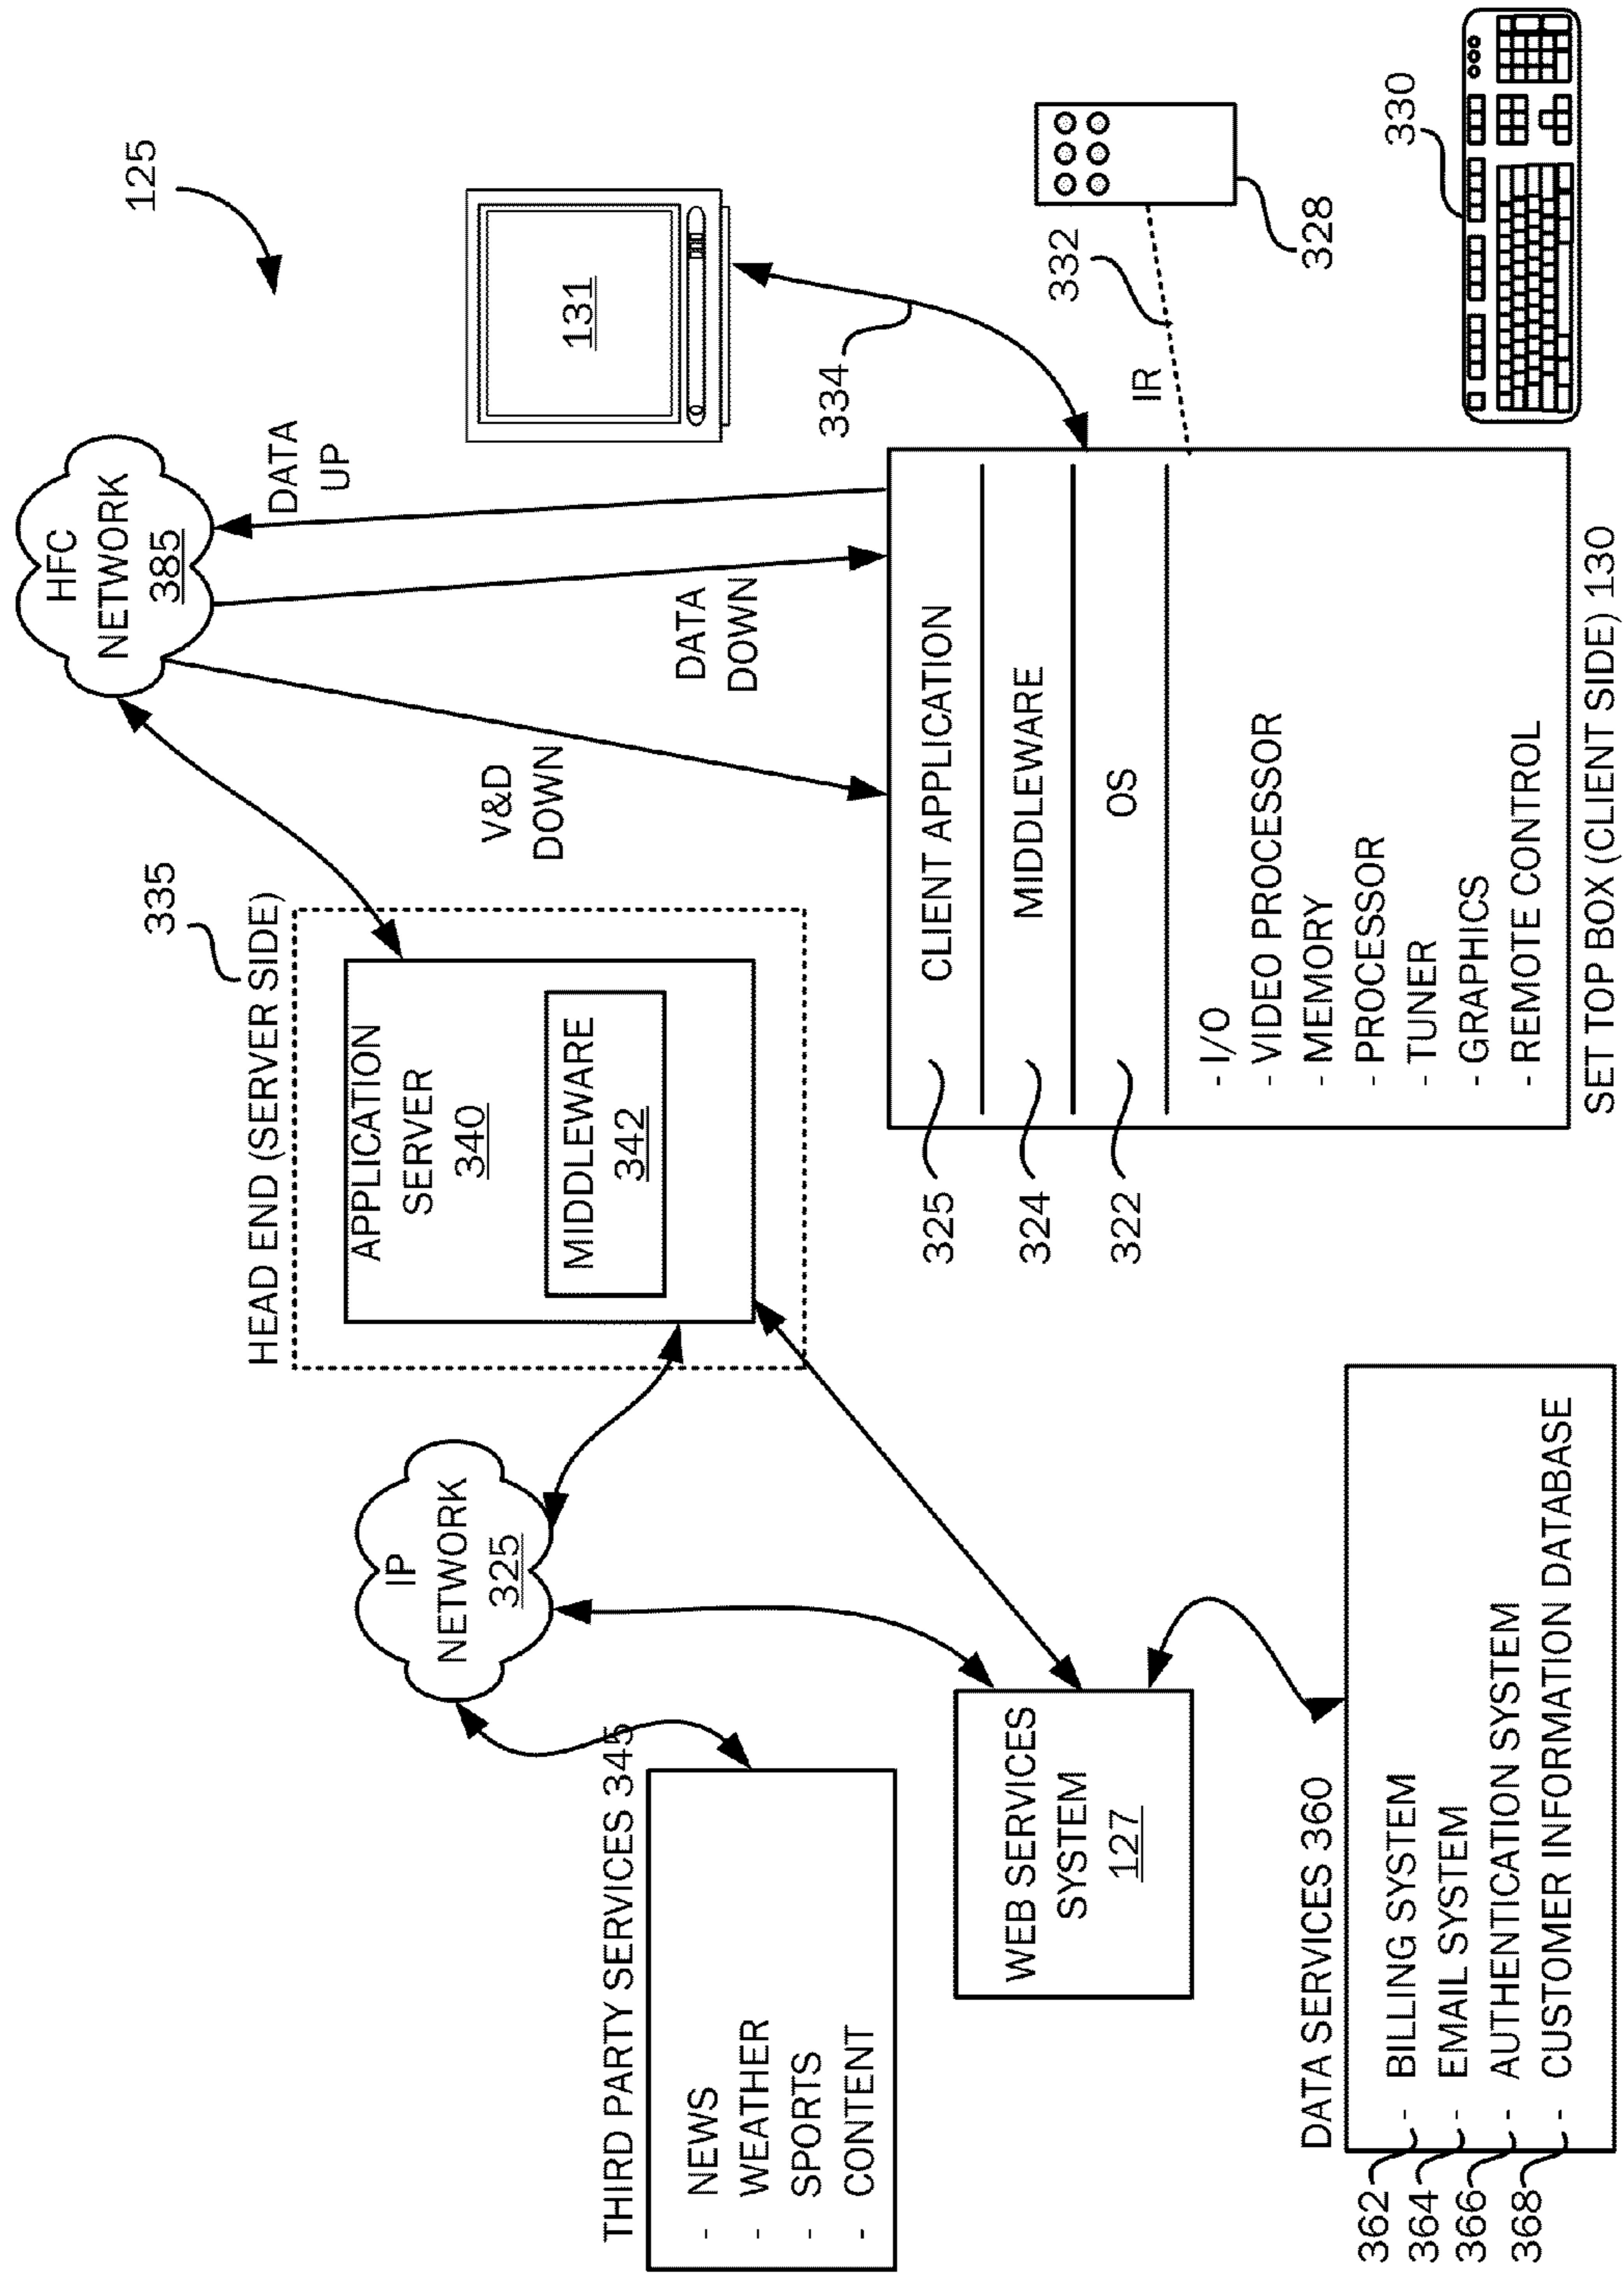 125
HFC
NETWORK
385
DATA
UP
DATA
DOWN
V&D
DOWN
131
334
332
IR
328
330
335
HEAD END (SERVER SIDE)
APPLICATION
SERVER
340
MIDDLEWARE
342
IP
NETWORK
325
THIRD PARTY SERVICES 345
- NEWS
- WEATHER
- SPORTS
- CONTENT
WEB SERVICES
SYSTEM
127
325
CLIENT APPLICATION
324
MIDDLEWARE
322
OS
- I/O
- VIDEO PROCESSOR
- MEMORY
- PROCESSOR
- TUNER
- GRAPHICS
- REMOTE CONTROL
SET TOP BOX (CLIENT SIDE) 130
DATA SERVICES 360
362 - BILLING SYSTEM
364 - EMAIL SYSTEM
366 - AUTHENTICATION SYSTEM
368 - CUSTOMER INFORMATION DATABASE